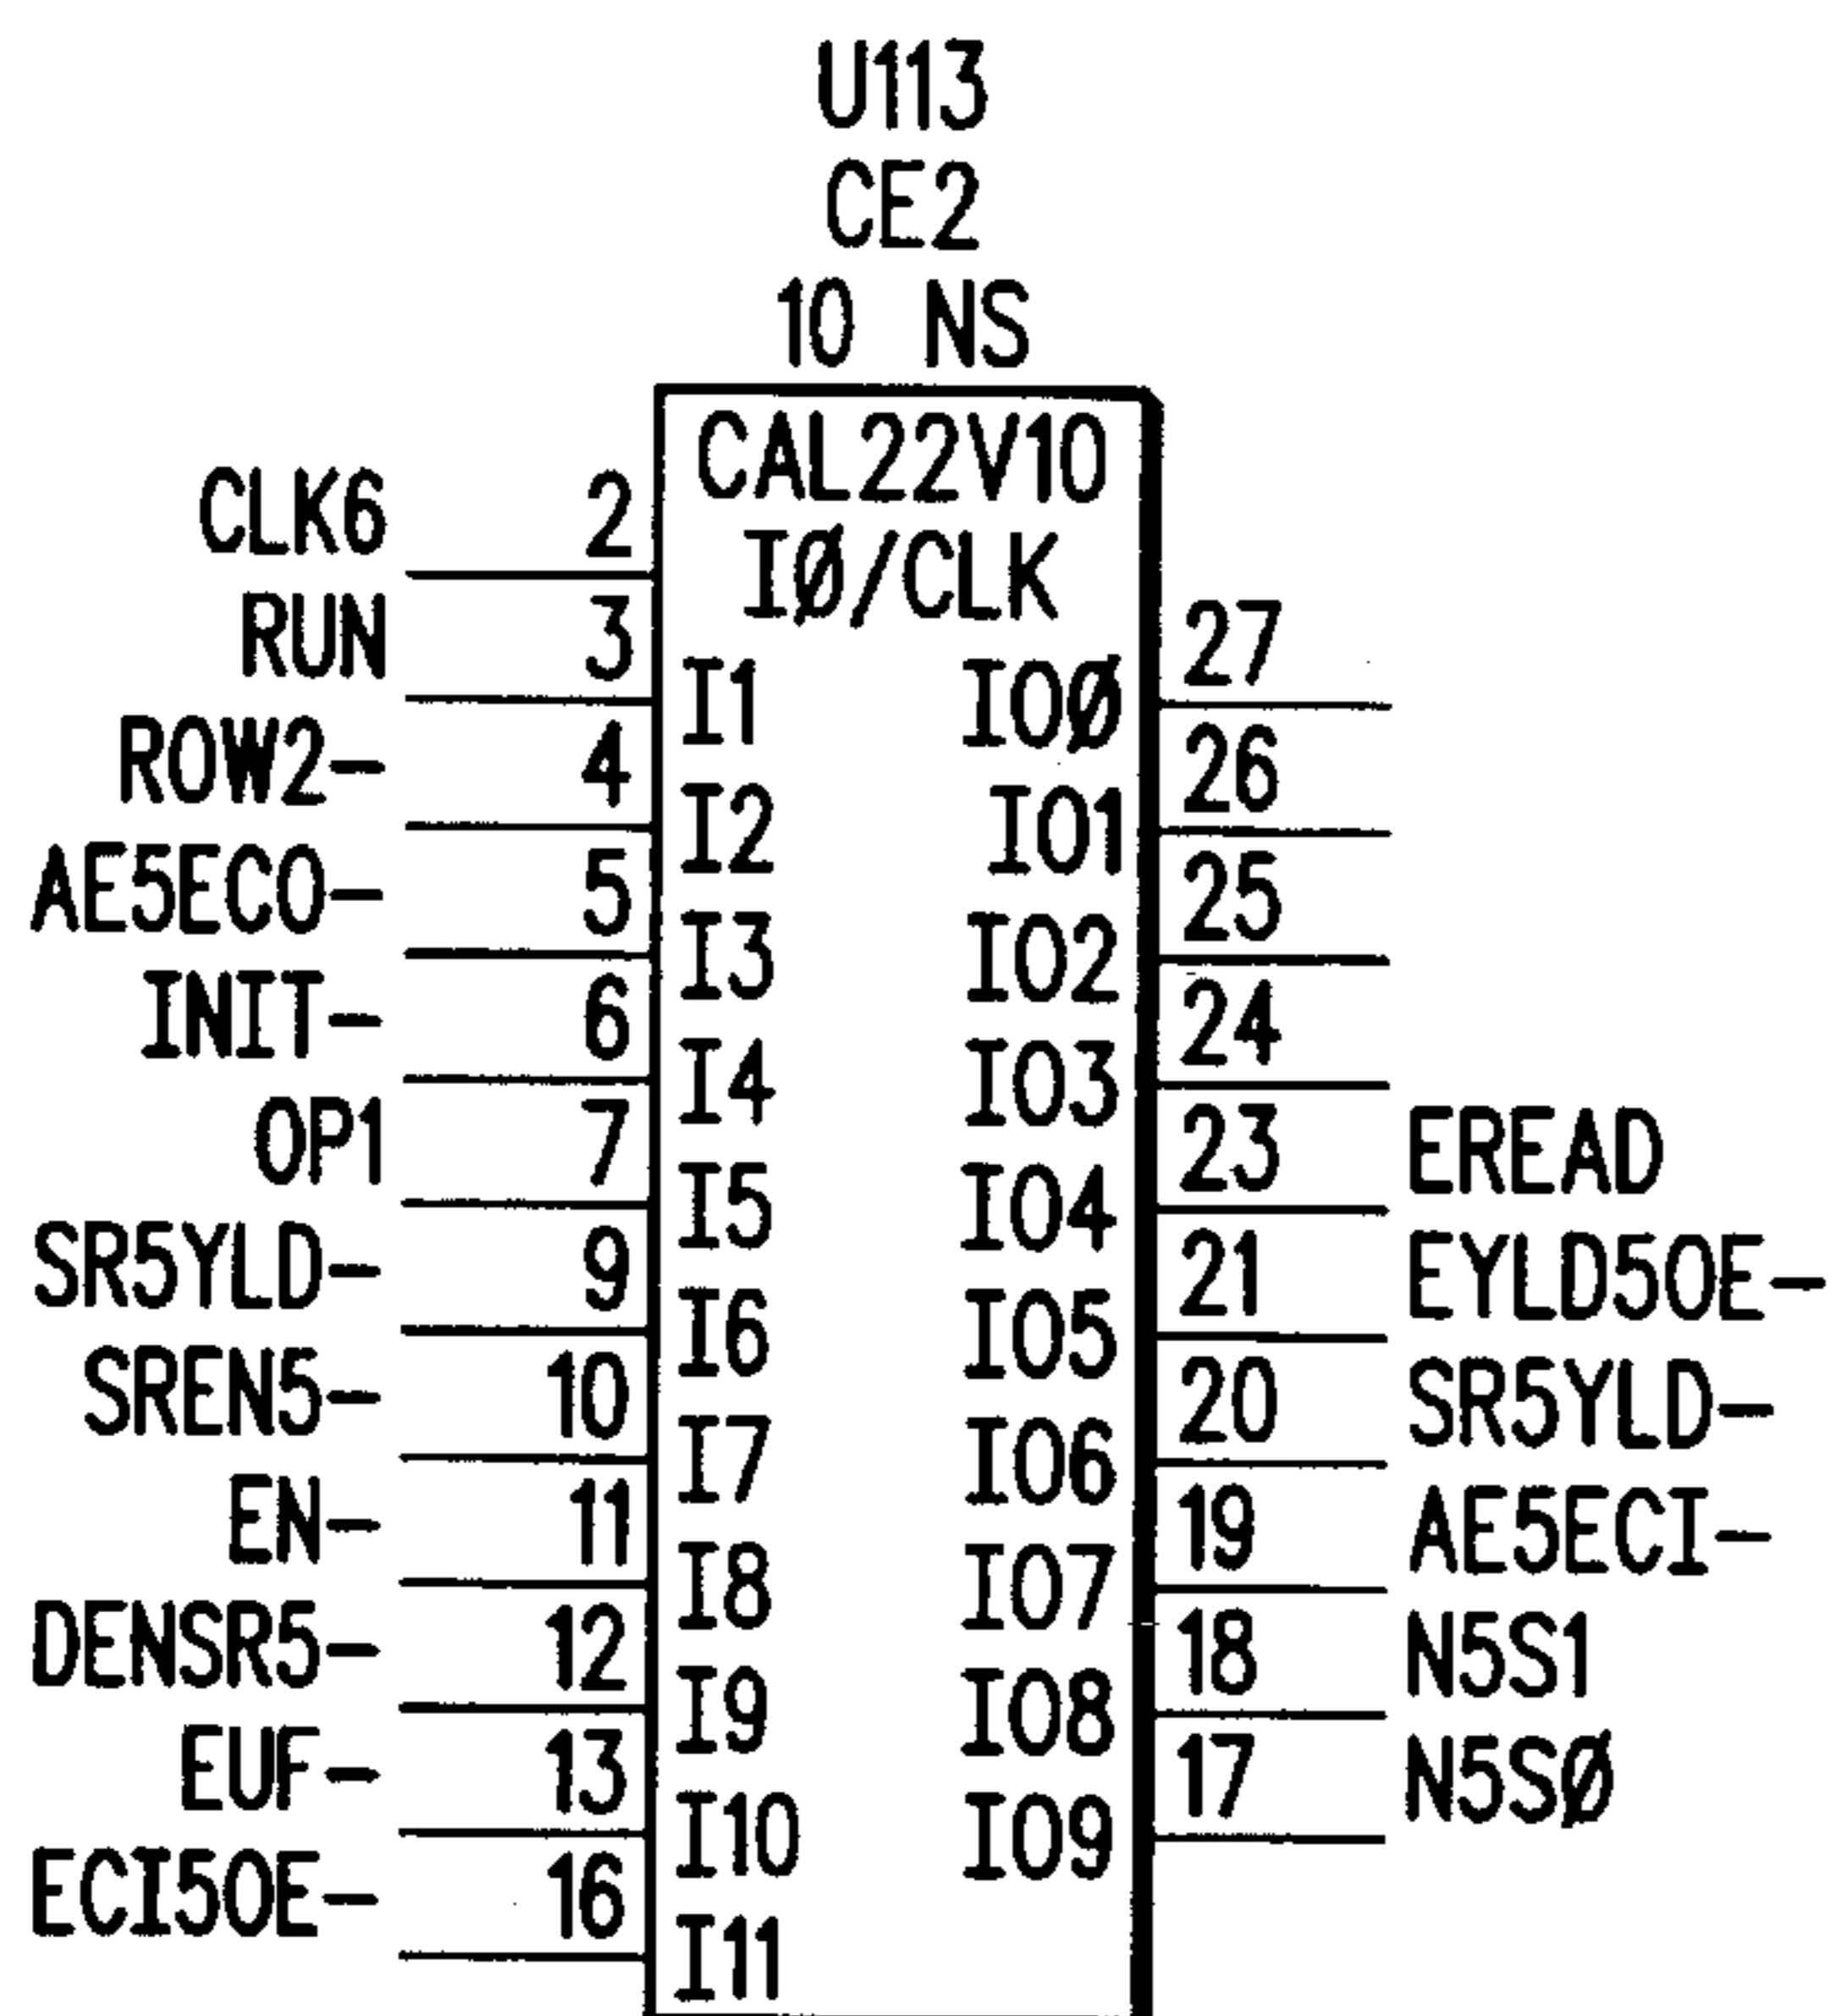 U113
CE2
10 NS
CAL22V10
CLK6 2 IØ/CLK
RUN 3 I1 IOØ 27
ROW2- 4 I2 IO1 26
AE5ECO- 5 I3 IO2 25
INIT- 6 I4 IO3 24
OP1 7 I5 IO4 23 EREAD
SR5YLD- 9 I6 IO5 21 EYLD5OE-
SREN5- 10 I7 IO6 20 SR5YLD-
EN- 11 I8 IO7 19 AE5ECI-
DENSR5- 12 I9 IO8 18 N5S1
EUF- 13 I10 IO9 17 N5SØ
ECI5OE- 16 I11